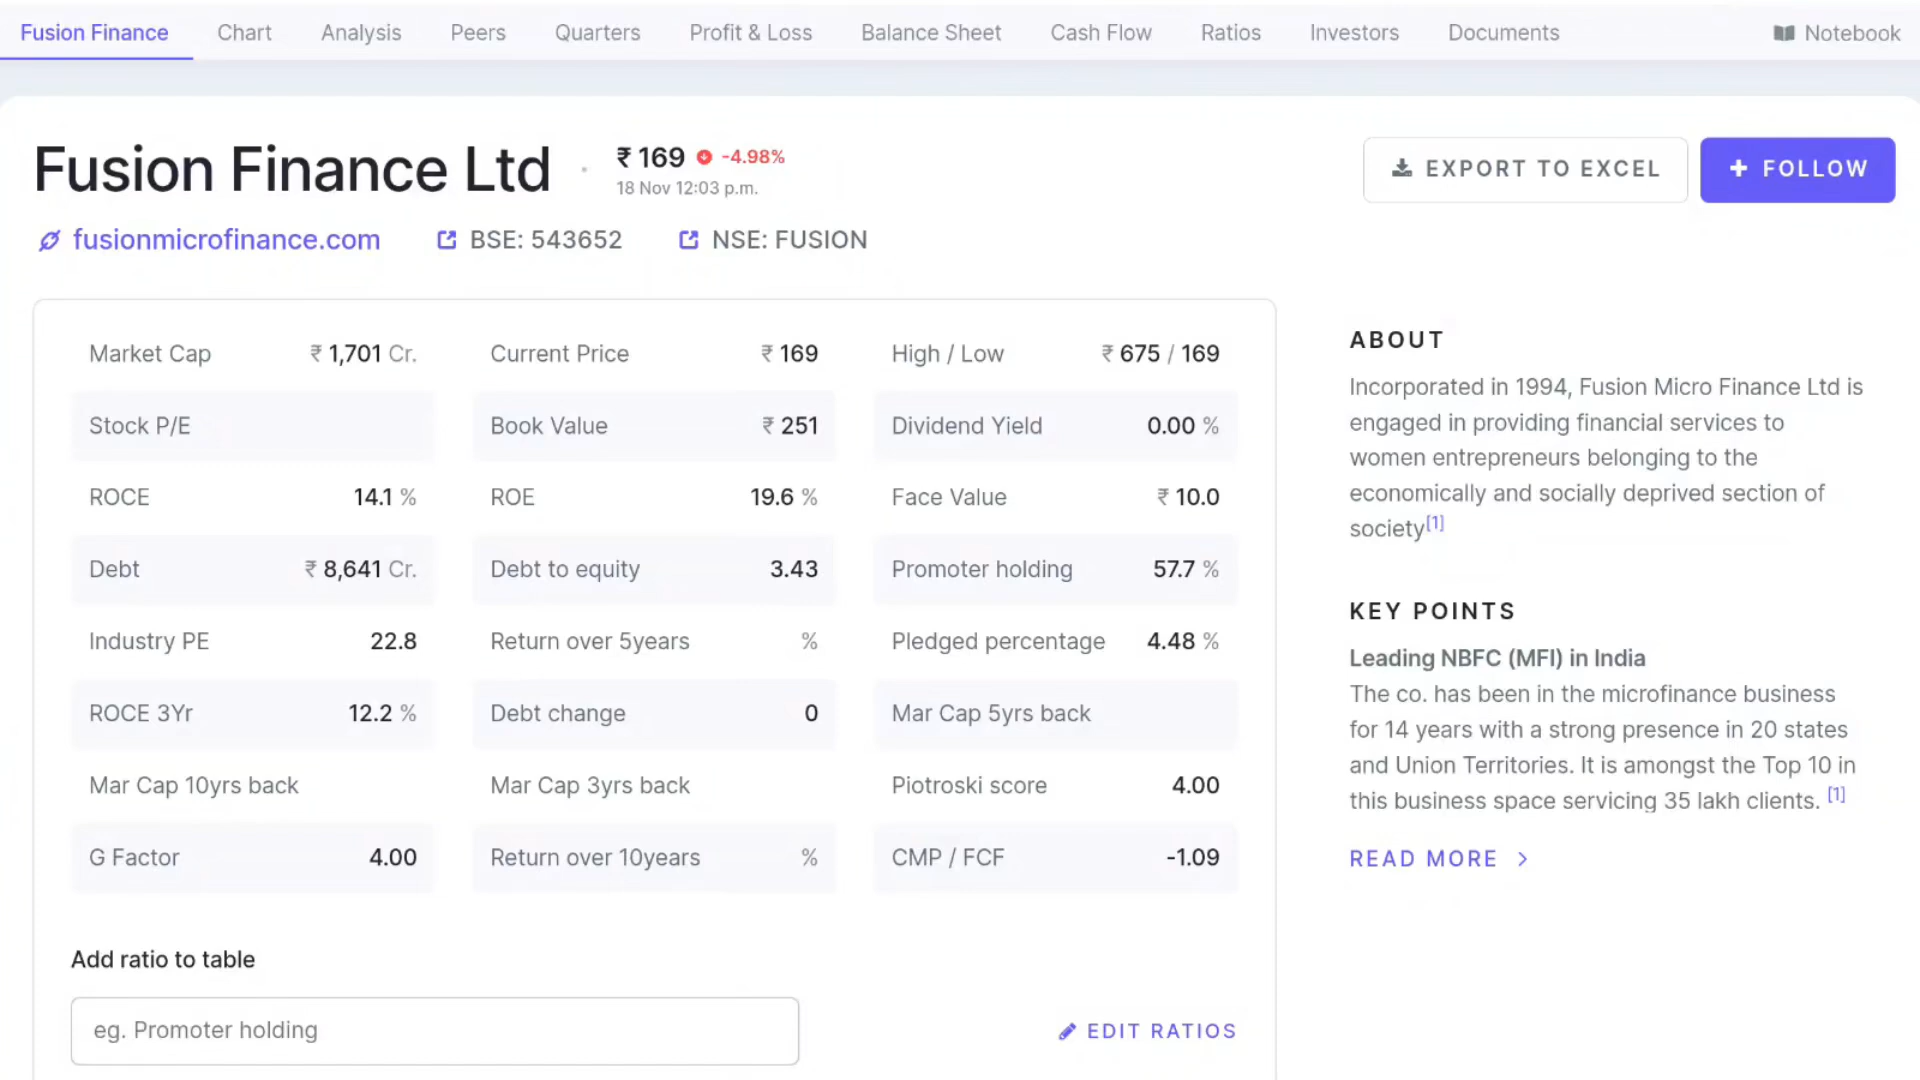 Fusion Finance Chart Analysis Peers Quarters Profit & Loss Balance Sheet Cash Flow Ratios Investors Documents Notebook
Fusion Finance Ltd
₹ 169 -4.98%
18 Nov 12:03 p.m.
EXPORT TO EXCEL
+ FOLLOW
fusionmicrofinance.com BSE: 543652 NSE: FUSION
Market Cap ₹ 1,701 Cr.
Current Price ₹ 169
High / Low ₹ 675 / 169
Stock P/E
Book Value ₹ 251
Dividend Yield 0.00 %
ROCE 14.1 %
ROE 19.6 %
Face Value ₹ 10.0
Debt ₹ 8,641 Cr.
Debt to equity 3.43
Promoter holding 57.7 %
Industry PE 22.8
Return over 5years %
Pledged percentage 4.48 %
ROCE 3Yr 12.2 %
Debt change 0
Mar Cap 5yrs back
Mar Cap 10yrs back
Mar Cap 3yrs back
Piotroski score 4.00
G Factor 4.00
Return over 10years %
CMP / FCF -1.09
Add ratio to table
eg. Promoter holding
EDIT RATIOS
ABOUT
Incorporated in 1994, Fusion Micro Finance Ltd is
engaged in providing financial services to
women entrepreneurs belonging to the
economically and socially deprived section of
society[1]
KEY POINTS
Leading NBFC (MFI) in India
The co. has been in the microfinance business
for 14 years with a strong presence in 20 states
and Union Territories. It is amongst the Top 10 in
this business space servicing 35 lakh clients. [1]
READ MORE >